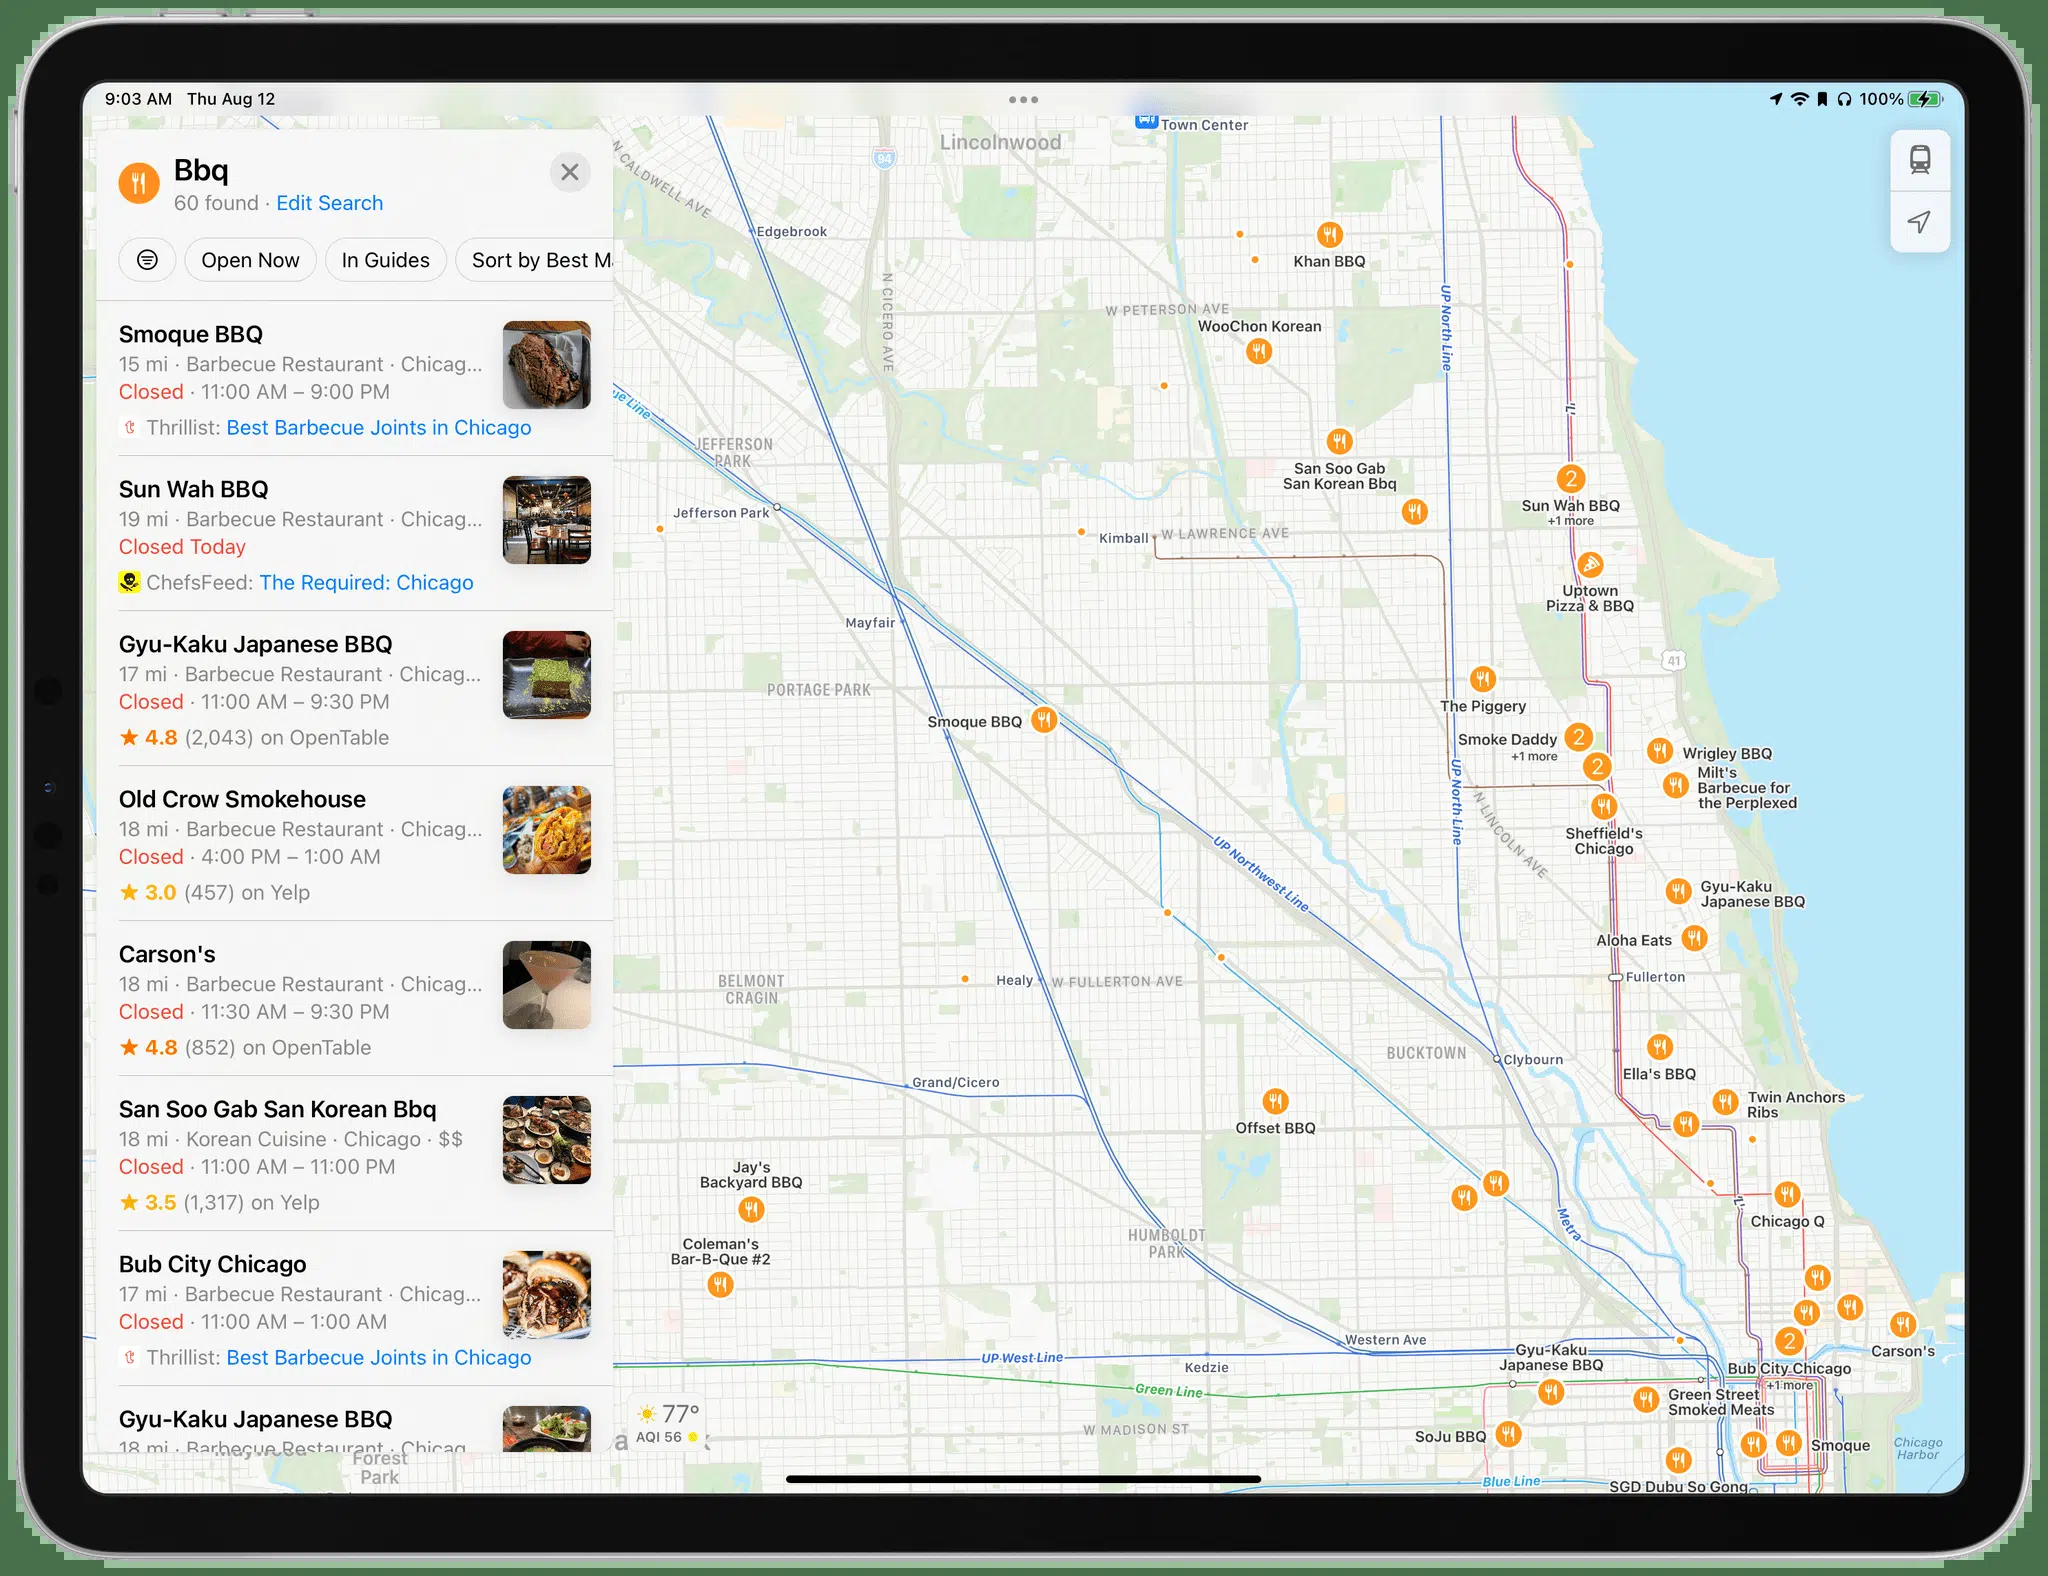 9:03 AM Thu Aug 12
100%
Bbq
60 found · Edit Search
Open Now
In Guides
Sort by Best M
Smoque BBQ
15 mi · Barbecue Restaurant · Chicag...
Closed · 11:00 AM – 9:00 PM
Thrillist: Best Barbecue Joints in Chicago
Sun Wah BBQ
19 mi · Barbecue Restaurant · Chicag...
Closed Today
ChefsFeed: The Required: Chicago
Gyu-Kaku Japanese BBQ
17 mi · Barbecue Restaurant · Chicag...
Closed · 11:00 AM – 9:30 PM
★ 4.8 (2,043) on OpenTable
Old Crow Smokehouse
18 mi · Barbecue Restaurant · Chicag...
Closed · 4:00 PM – 1:00 AM
★ 3.0 (457) on Yelp
Carson's
18 mi · Barbecue Restaurant · Chicag...
Closed · 11:30 AM – 9:30 PM
★ 4.8 (852) on OpenTable
San Soo Gab San Korean Bbq
18 mi · Korean Cuisine · Chicago · $$
Closed · 11:00 AM – 11:00 PM
★ 3.5 (1,317) on Yelp
Bub City Chicago
17 mi · Barbecue Restaurant · Chicag...
Closed · 11:00 AM – 1:00 AM
Thrillist: Best Barbecue Joints in Chicago
Gyu-Kaku Japanese BBQ
18 mi · Barbecue Restaurant · Chicag
Forest
Park
77°
AQI 56
Town Center
Lincolnwood
94
N CALDWELL AVE
Edgebrook
N CICERO AVE
Khan BBQ
W PETERSON AVE
WooChon Korean
UP North Line
ue Line
JEFFERSON
PARK
Jefferson Park
San Soo Gab
San Korean Bbq
Kimball
W LAWRENCE AVE
'L'
2
Sun Wah BBQ
+1 more
Uptown
Pizza & BBQ
Mayfair
41
PORTAGE PARK
Smoque BBQ
The Piggery
Smoke Daddy
+1 more
2
2
Wrigley BBQ
Milt's
Barbecue for
the Perplexed
UP North Line
N LINCOLN AVE
Sheffield's
Chicago
UP Northwest Line
Gyu-Kaku
Japanese BBQ
Aloha Eats
BELMONT
CRAGIN
Healy
W FULLERTON AVE
Fullerton
BUCKTOWN
Clybourn
Ella's BBQ
Grand/Cicero
Twin Anchors
Ribs
Offset BBQ
Jay's
Backyard BBQ
'L'
Chicago Q
Metra
Coleman's
Bar-B-Que #2
HUMBOLDT
PARK
Western Ave
UP West Line
Kedzie
Green Line
Gyu-Kaku
Japanese BBQ
2
Bub City Chicago
+1 more
Carson's
Green Street
Smoked Meats
W MADISON ST
SoJu BBQ
Smoque
Chicago
Harbor
Blue Line
SGD Dubu So Gong